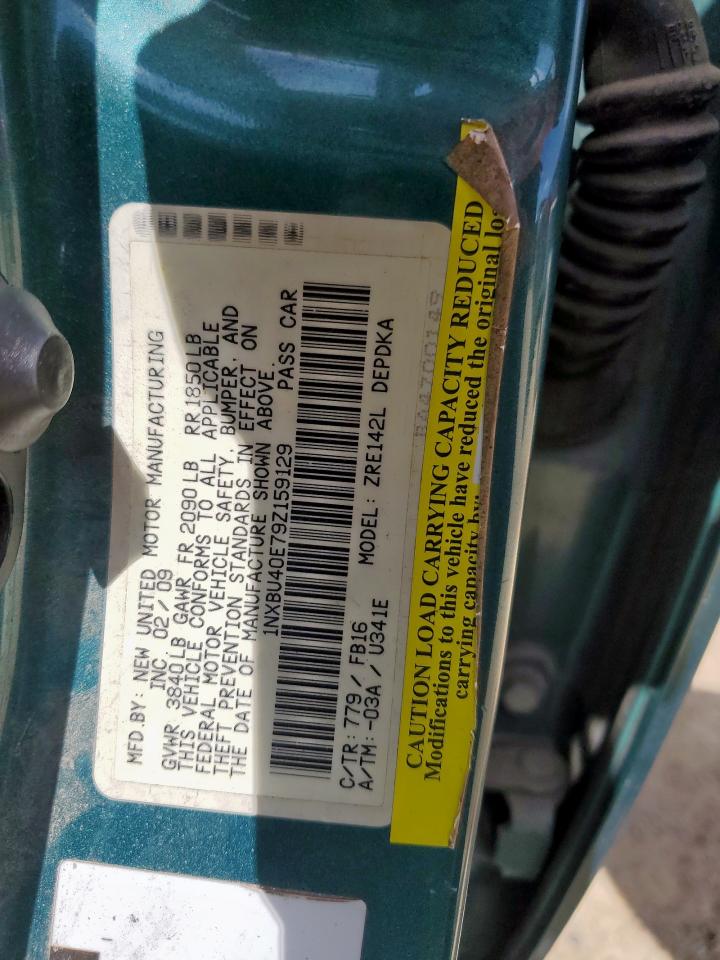 MFD.BY: NEW UNITED MOTOR MANUFACTURING
INC. 02/09
GVWR 3840LB GAWR FR 2090LB RR1850LB
THIS VEHICLE CONFORMS TO ALL APPLICABLE
FEDERAL MOTOR VEHICLE SAFETY, BUMPER, AND
THEFT PREVENTION STANDARDS IN EFFECT ON
THE DATE OF MANUFACTURE SHOWN ABOVE.
1NXBU40E79Z159129 PASS CAR
C/TR: 779/FB16 MODEL: ZRE142L DEPDKA
A/TM: -03A/U341E
CAUTION LOAD CARRYING CAPACITY REDUCED
Modifications to this vehicle have reduced the original
carrying capacity by